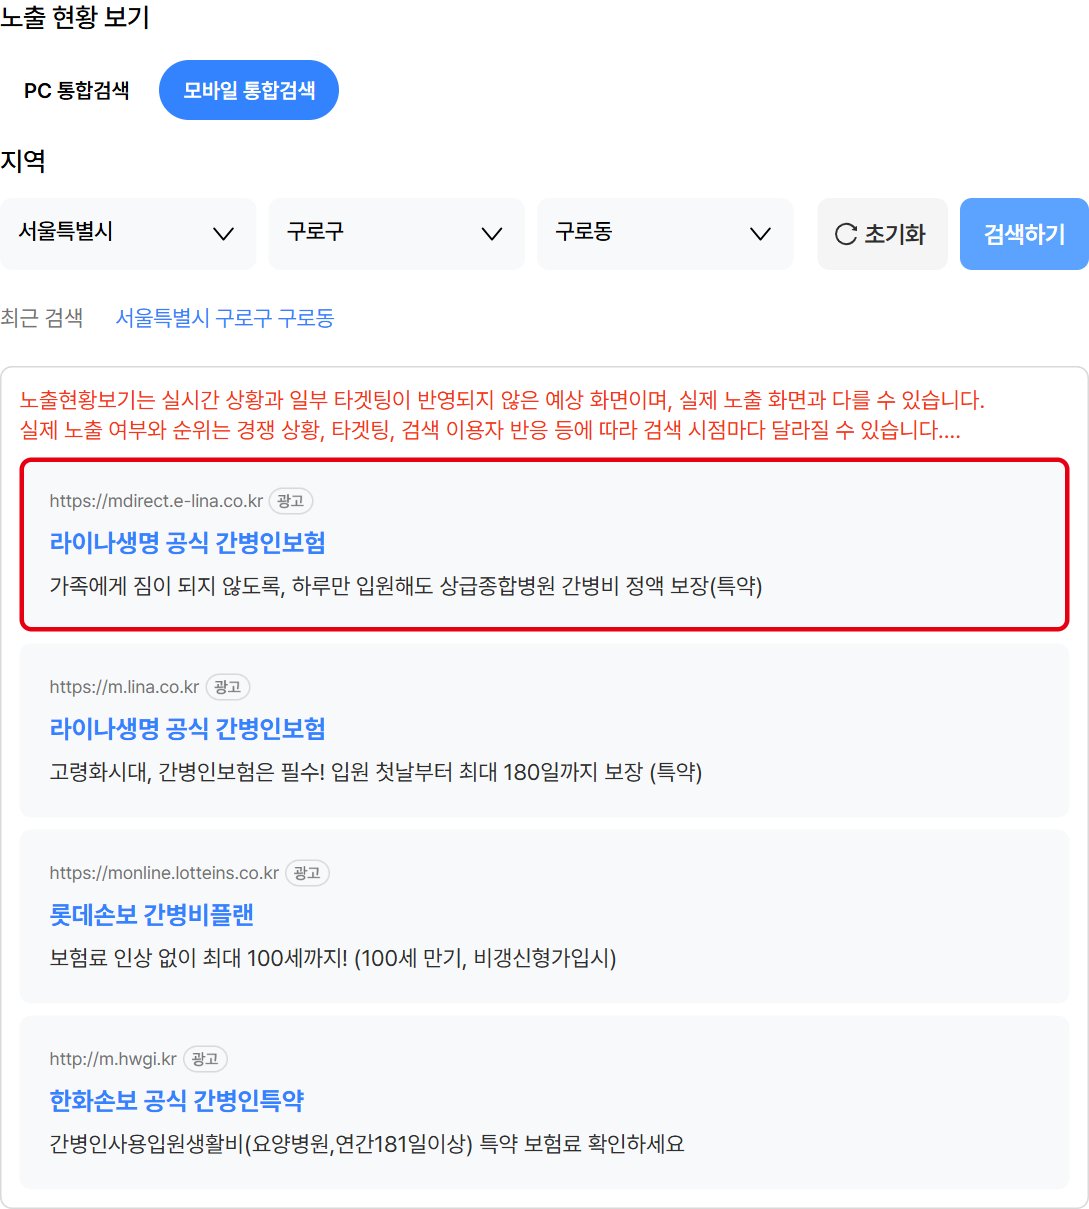 노출 현황 보기
PC 통합검색 모바일 통합검색
지역
서울특별시 구로구 구로동 초기화 검색하기
최근 검색 서울특별시 구로구 구로동
노출현황보기는 실시간 상황과 일부 타겟팅이 반영되지 않은 예상 화면이며, 실제 노출 화면과 다를 수 있습니다.
실제 노출 여부와 순위는 경쟁 상황, 타겟팅, 검색 이용자 반응 등에 따라 검색 시점마다 달라질 수 있습니다....
https://mdirect.e-lina.co.kr 광고
라이나생명 공식 간병인보험
가족에게 짐이 되지 않도록, 하루만 입원해도 상급종합병원 간병비 정액 보장(특약)
https://m.lina.co.kr 광고
라이나생명 공식 간병인보험
고령화시대, 간병인보험은 필수! 입원 첫날부터 최대 180일까지 보장 (특약)
https://monline.lotteins.co.kr 광고
롯데손보 간병비플랜
보험료 인상 없이 최대 100세까지! (100세 만기, 비갱신형가입시)
http://m.hwgi.kr 광고
한화손보 공식 간병인특약
간병인사용입원생활비(요양병원,연간181일이상) 특약 보험료 확인하세요